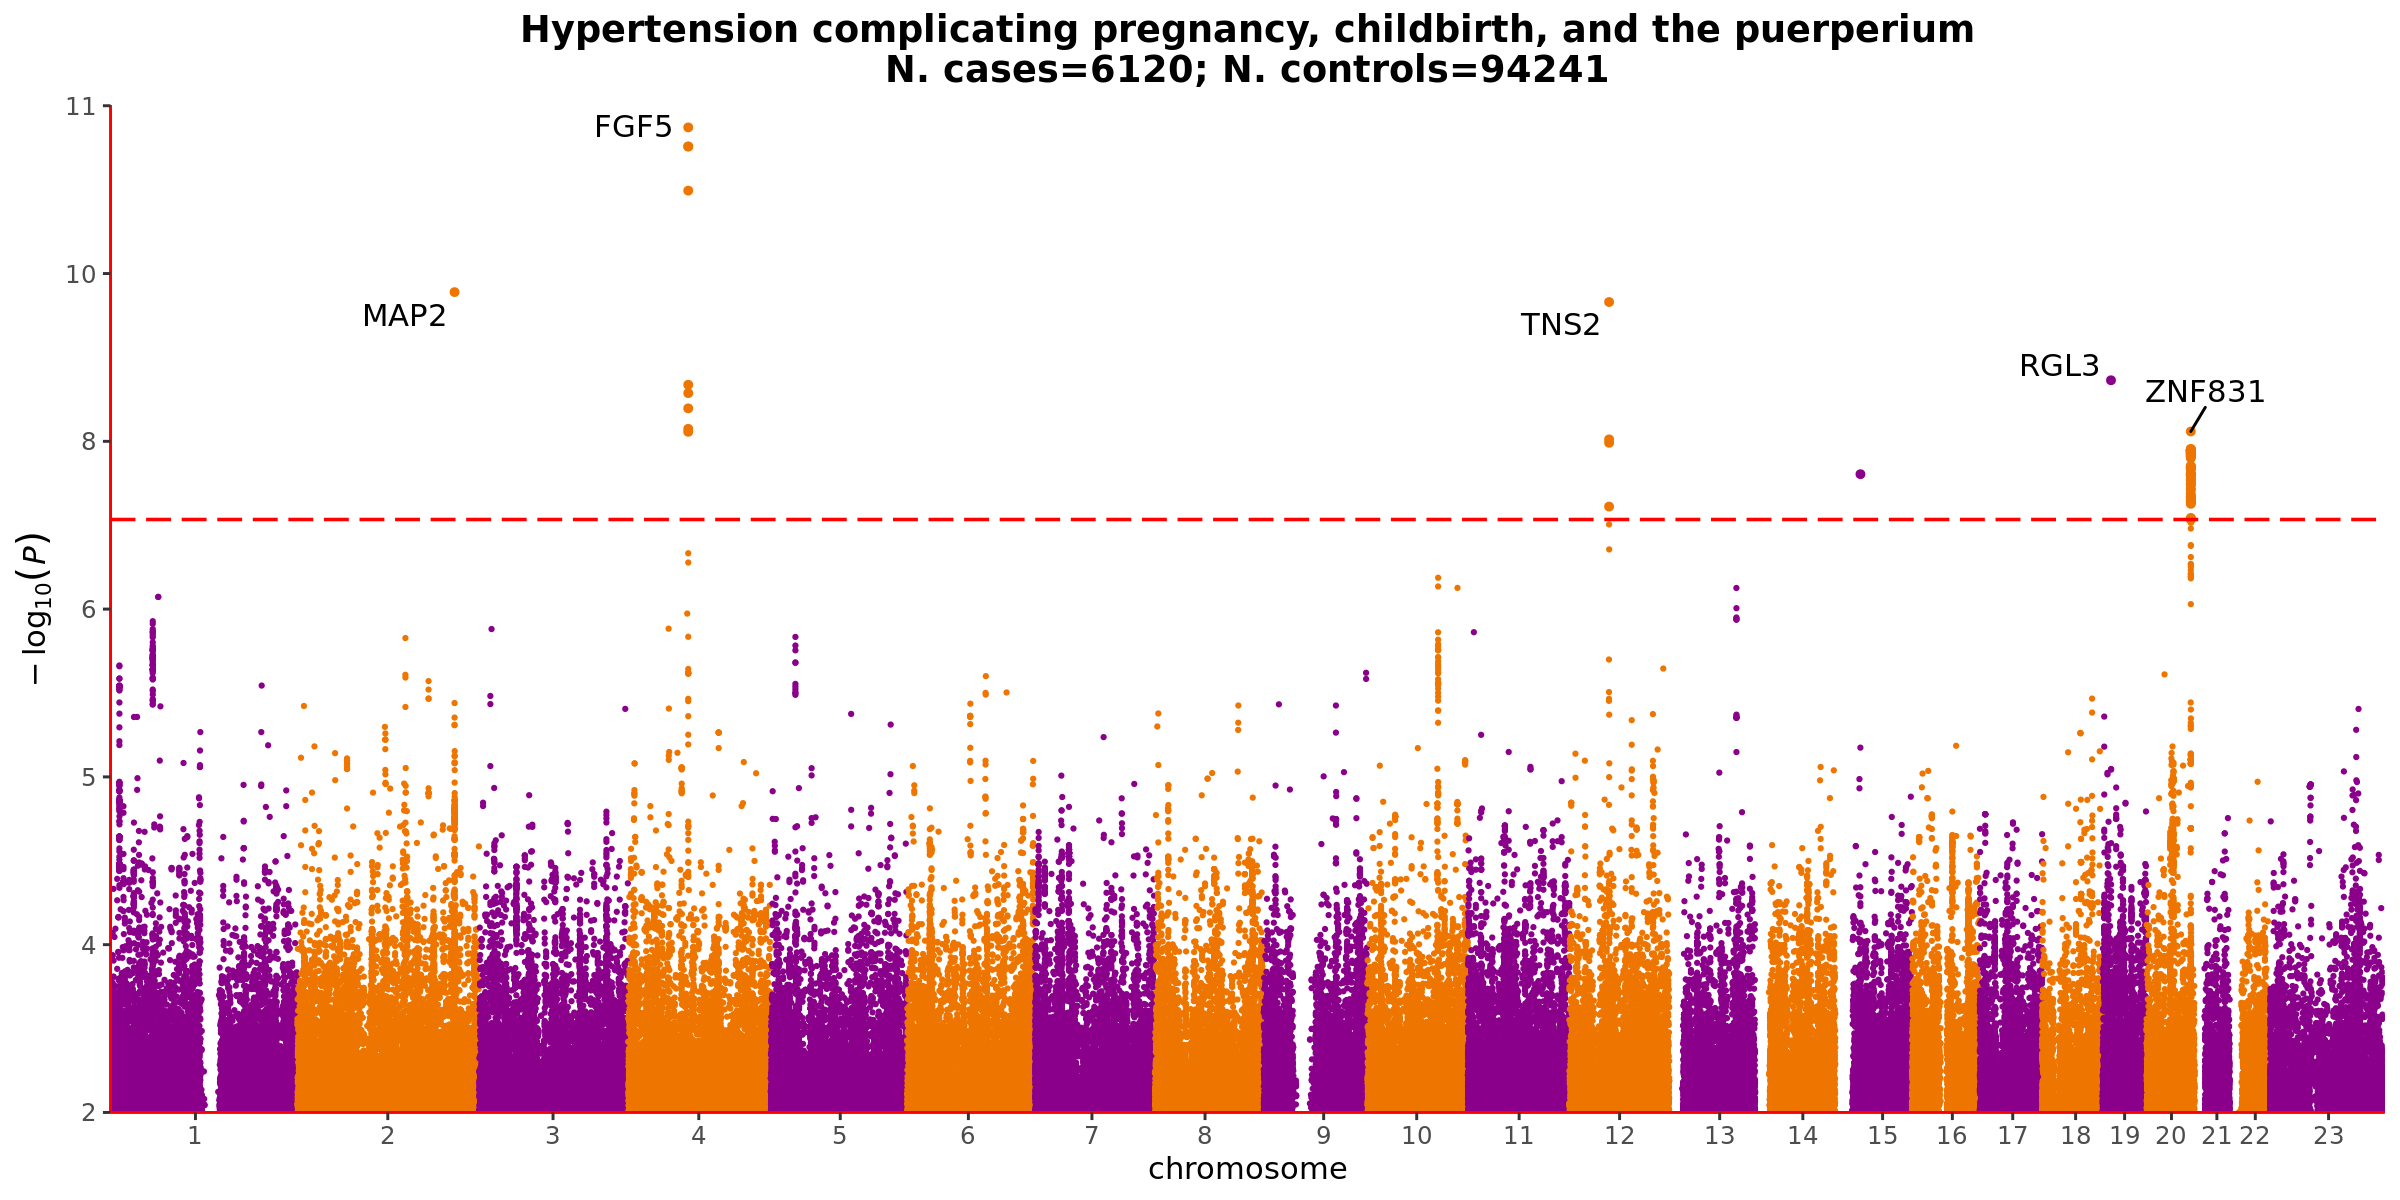 Hypertension complicating pregnancy, childbirth, and the puerperium
N. cases=6120; N. controls=94241
11
10
8
6
5
4
2
−log10(P)
FGF5
MAP2
TNS2
RGL3
ZNF831
1 2 3 4 5 6 7 8 9 10 11 12 13 14 15 16 17 18 19 20 21 22 23
chromosome